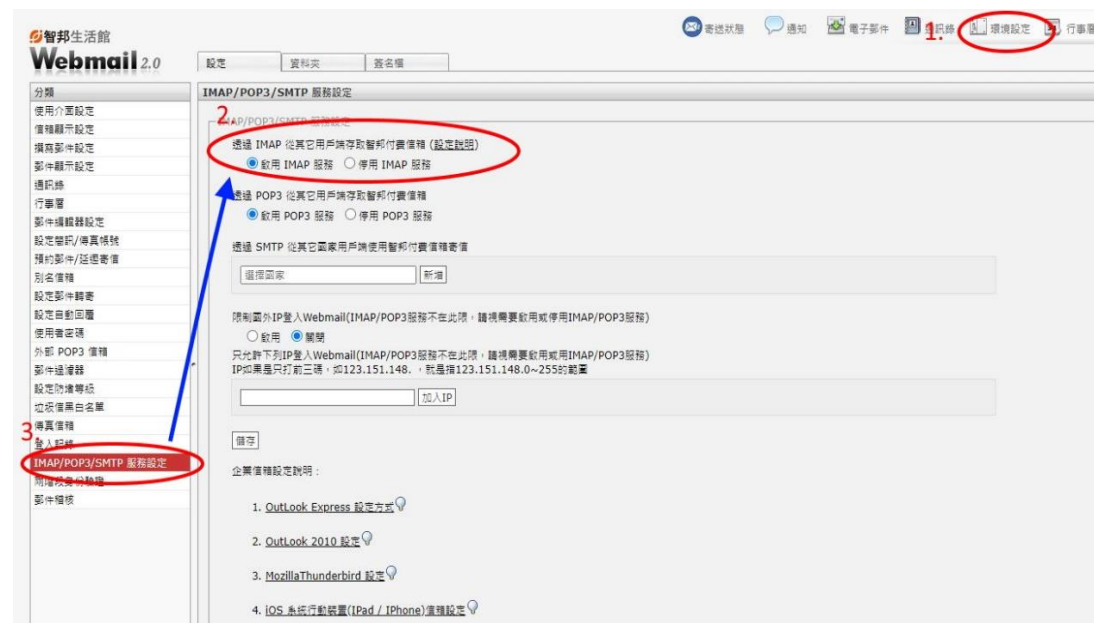 智邦生活館
Webmail 2.0
寄送狀態 通知 電子郵件 通訊錄 環境設定 行事曆
1.
設定 資料夾 簽名檔
分類
使用介面設定
信箱顯示設定
撰寫郵件設定
郵件顯示設定
通訊錄
行事曆
郵件編輯器設定
設定簡訊/傳真帳號
預約郵件/延遲寄信
別名信箱
設定郵件轉寄
設定自動回覆
使用者密碼
外部 POP3 信箱
郵件過濾器
設定防堵等級
垃圾信黑白名單
傳真信箱
3.
登入記錄
IMAP/POP3/SMTP 服務設定
兩階段身份驗證
郵件稽核
IMAP/POP3/SMTP 服務設定
2.
IMAP/POP3/SMTP 服務設定
透過 IMAP 從其它用戶端存取智邦付費信箱 (設定說明)
啟用 IMAP 服務 停用 IMAP 服務
透過 POP3 從其它用戶端存取智邦付費信箱
啟用 POP3 服務 停用 POP3 服務
透過 SMTP 從其它國家用戶端使用智邦付費信箱寄信
選擇國家 新增
限制國外IP登入Webmail(IMAP/POP3服務不在此限，請視需要啟用或停用IMAP/POP3服務)
啟用 關閉
只允許下列IP登入Webmail(IMAP/POP3服務不在此限，請視需要啟用或用IMAP/POP3服務)
IP如果是只打前三碼，如123.151.148. ，就是指123.151.148.0~255的範圍
加入IP
儲存
企業信箱設定說明：
1. OutLook Express 設定方式
2. OutLook 2010 設定
3. MozillaThunderbird 設定
4. iOS 系統行動裝置(IPad / IPhone)信箱設定